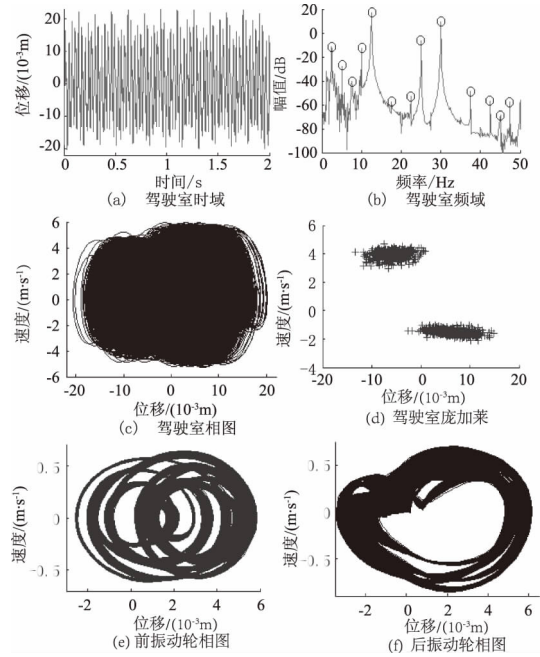 20
10
0
-10
-20
位移/(10⁻³m)
0 0.5 1 1.5 2
时间/s
(a) 驾驶室时域
20
0
-20
-40
-60
-80
-100
幅值/dB
0 10 20 30 40 50
频率/Hz
(b) 驾驶室频域
6
4
2
0
-2
-4
-6
速度/(m·s⁻¹)
-20 -10 0 10 20
位移/(10⁻³m)
(c) 驾驶室相图
6
4
2
0
-2
-4
速度/(m·s⁻¹)
-20 -10 0 10 20
位移/(10⁻³m)
(d) 驾驶室庞加莱
0.5
0
-0.5
速度/(m·s⁻¹)
-2 0 2 4 6
位移/(10⁻³m)
(e) 前振动轮相图
0.5
0
-0.5
速度/(m·s⁻¹)
-2 0 2 4 6
位移/(10⁻³m)
(f) 后振动轮相图